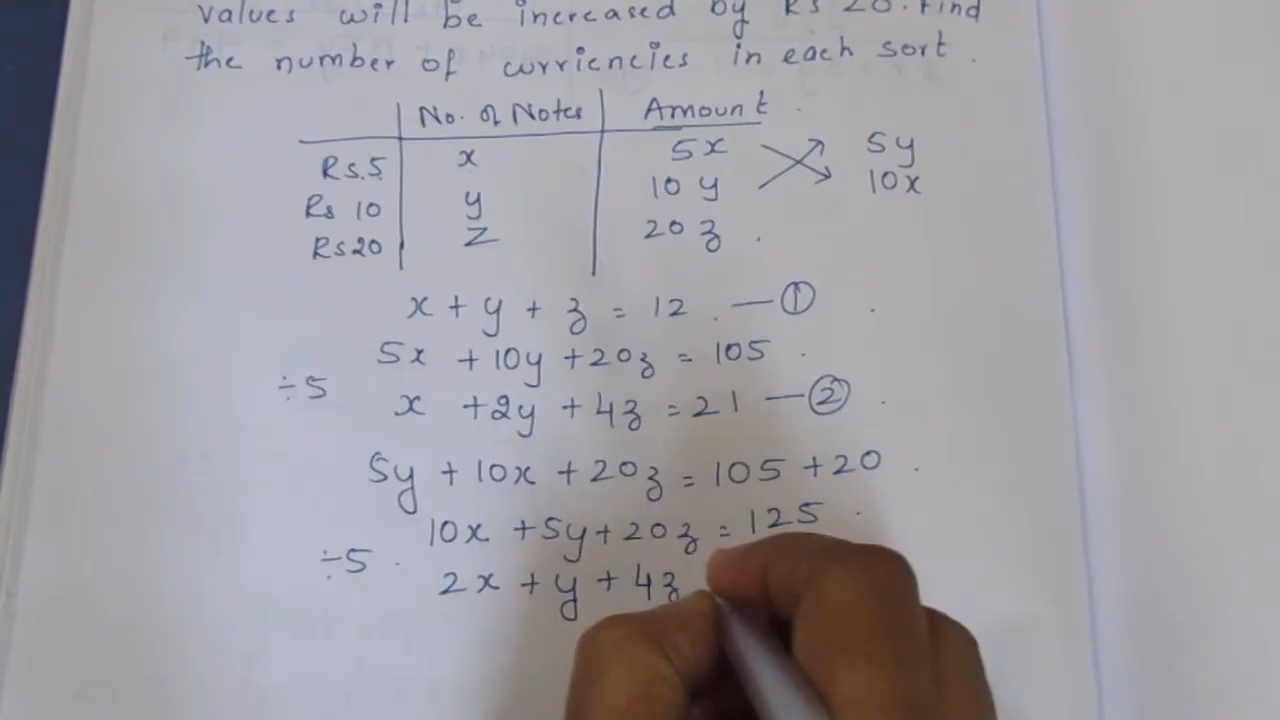 values will be increased by Rs 20. Find
the number of curriencies in each sort.
No. of Notes Amount
Rs.5 x 5x 5y
Rs 10 y 10y 10x
Rs20 z 20z
x + y + z = 12. — ①
5x + 10y + 20z = 105
÷5 x + 2y + 4z = 21 — ②
5y + 10x + 20z = 105 + 20
10x + 5y + 20z = 125
÷5 2x + y + 4z